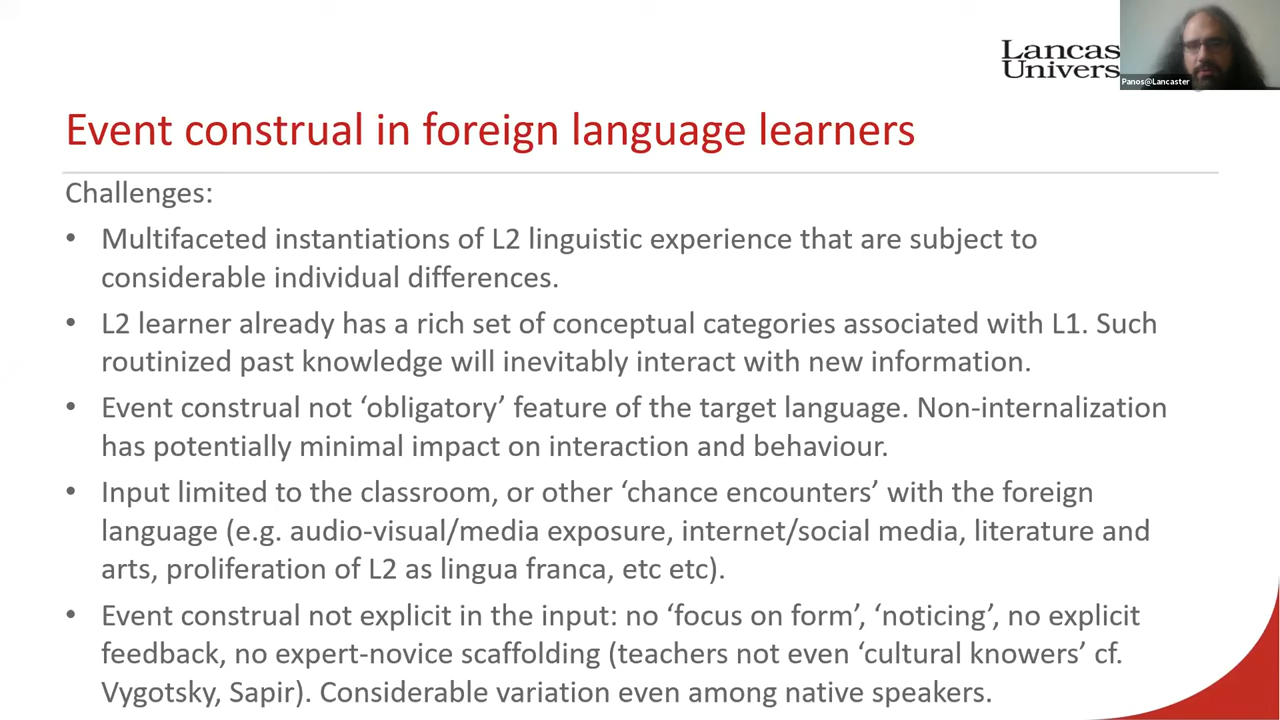 Lancas
Univers
Panos@Lancaster
Event construal in foreign language learners
Challenges:
• Multifaceted instantiations of L2 linguistic experience that are subject to
considerable individual differences.
• L2 learner already has a rich set of conceptual categories associated with L1. Such
routinized past knowledge will inevitably interact with new information.
• Event construal not ‘obligatory’ feature of the target language. Non-internalization
has potentially minimal impact on interaction and behaviour.
• Input limited to the classroom, or other ‘chance encounters’ with the foreign
language (e.g. audio-visual/media exposure, internet/social media, literature and
arts, proliferation of L2 as lingua franca, etc etc).
• Event construal not explicit in the input: no ‘focus on form’, ‘noticing’, no explicit
feedback, no expert-novice scaffolding (teachers not even ‘cultural knowers’ cf.
Vygotsky, Sapir). Considerable variation even among native speakers.